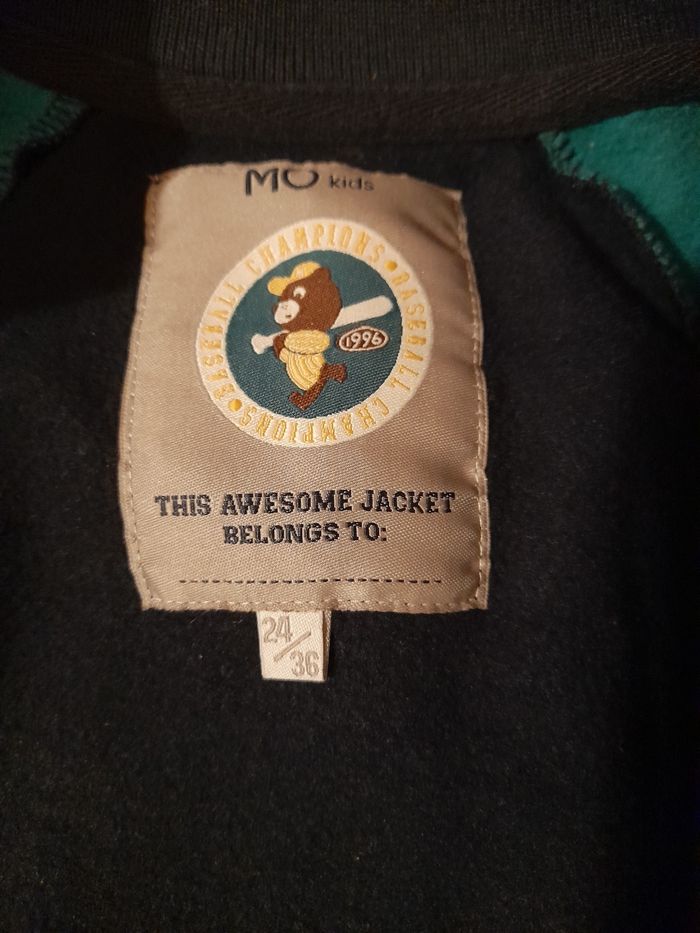 MO kids
BASEBALL CHAMPIONS • BASEBALL CHAMPIONS •
1996
THIS AWESOME JACKET
BELONGS TO:
24/36